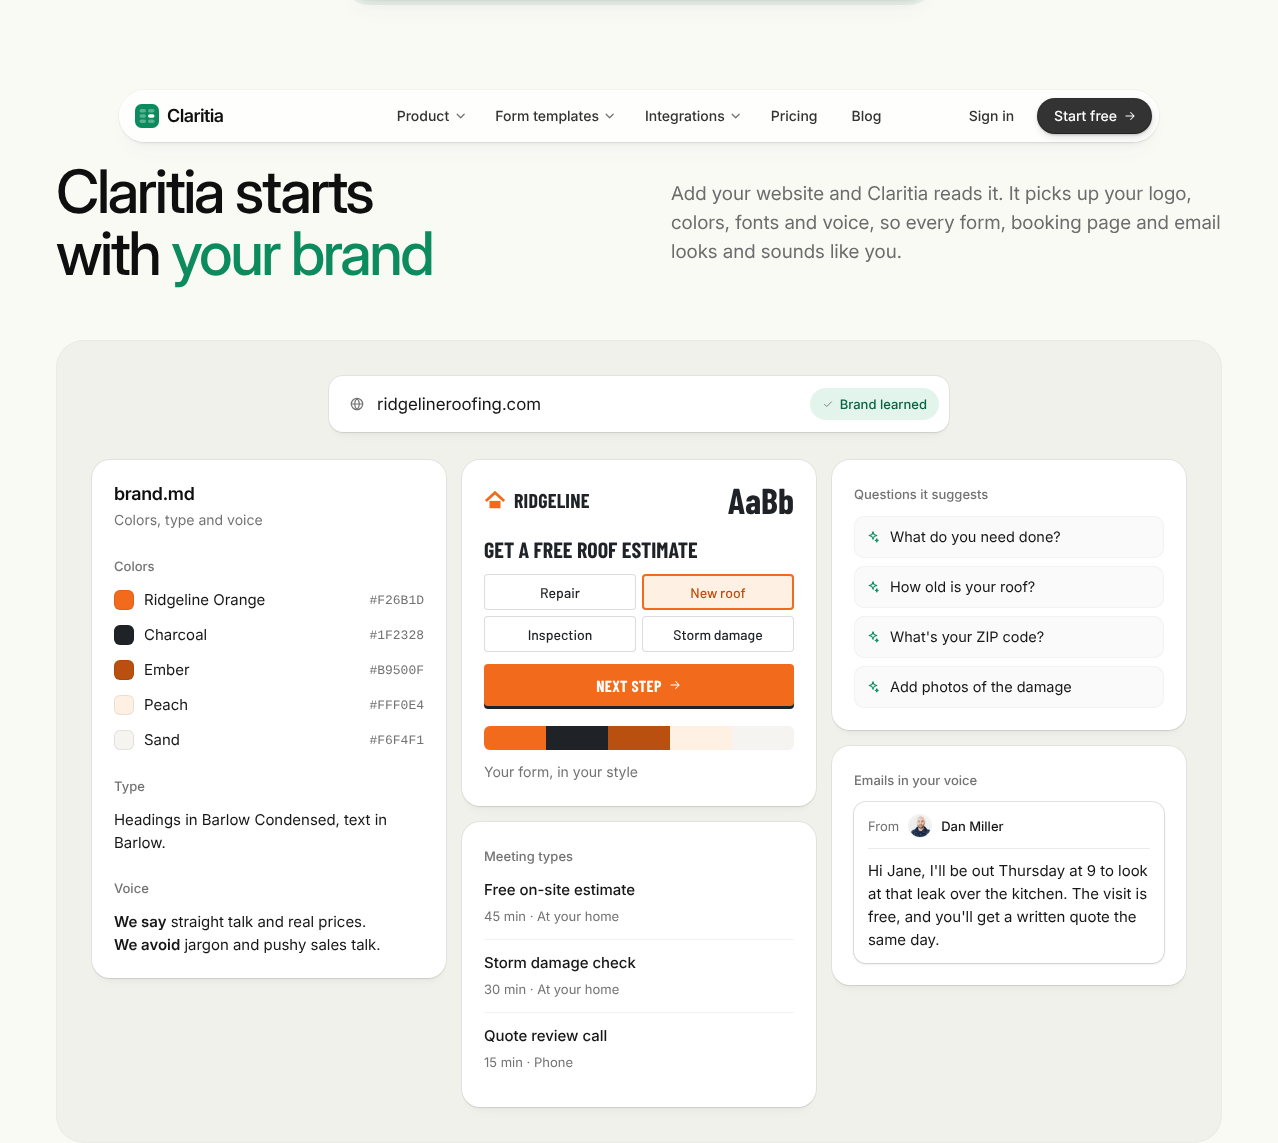 Claritia
Product
Form templates
Integrations
Pricing
Blog
Sign in
Start free →
Claritia starts
with your brand
Add your website and Claritia reads it. It picks up your logo,
colors, fonts and voice, so every form, booking page and email
looks and sounds like you.
ridgelineroofing.com
Brand learned
brand.md
Colors, type and voice
Colors
Ridgeline Orange #F26B1D
Charcoal #1F2328
Ember #B9500F
Peach #FFF0E4
Sand #F6F4F1
Type
Headings in Barlow Condensed, text in
Barlow.
Voice
We say straight talk and real prices.
We avoid jargon and pushy sales talk.
RIDGELINE
AaBb
GET A FREE ROOF ESTIMATE
Repair
New roof
Inspection
Storm damage
NEXT STEP →
Your form, in your style
Meeting types
Free on-site estimate
45 min · At your home
Storm damage check
30 min · At your home
Quote review call
15 min · Phone
Questions it suggests
What do you need done?
How old is your roof?
What's your ZIP code?
Add photos of the damage
Emails in your voice
From Dan Miller
Hi Jane, I'll be out Thursday at 9 to look
at that leak over the kitchen. The visit is
free, and you'll get a written quote the
same day.